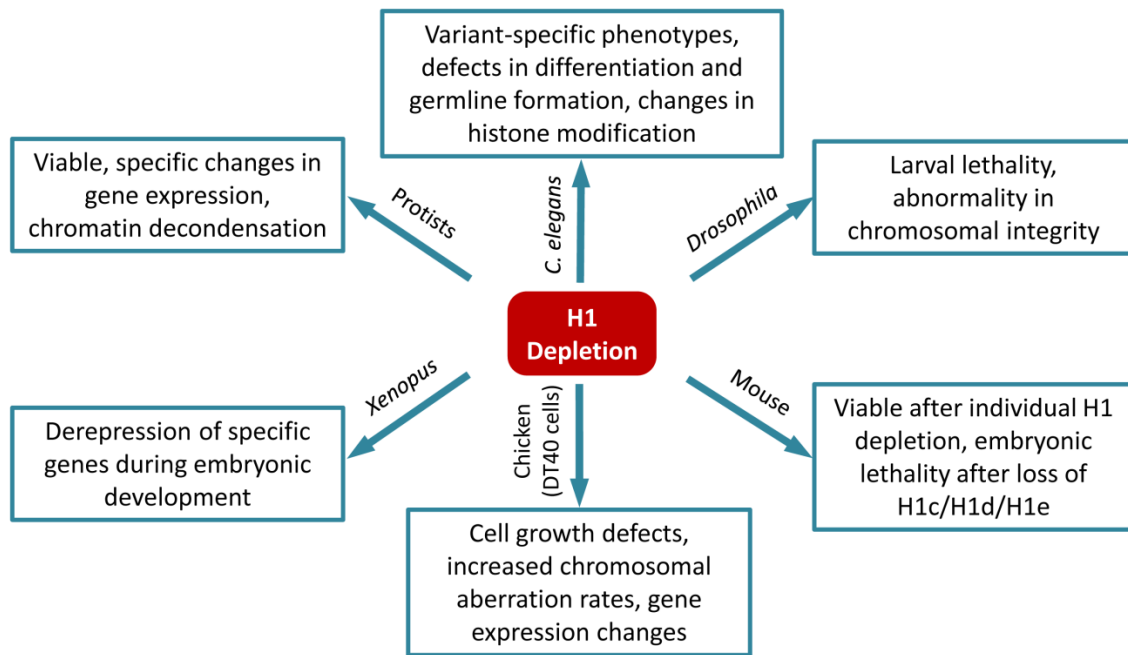 Variant-specific phenotypes,
defects in differentiation and
germline formation, changes in
histone modification
Viable, specific changes in
gene expression,
chromatin decondensation
Larval lethality,
abnormality in
chromosomal integrity
Protists
C. elegans
Drosophila
H1
Depletion
Xenopus
Chicken
(DT40 cells)
Mouse
Derepression of specific
genes during embryonic
development
Viable after individual H1
depletion, embryonic
lethality after loss of
H1c/H1d/H1e
Cell growth defects,
increased chromosomal
aberration rates, gene
expression changes